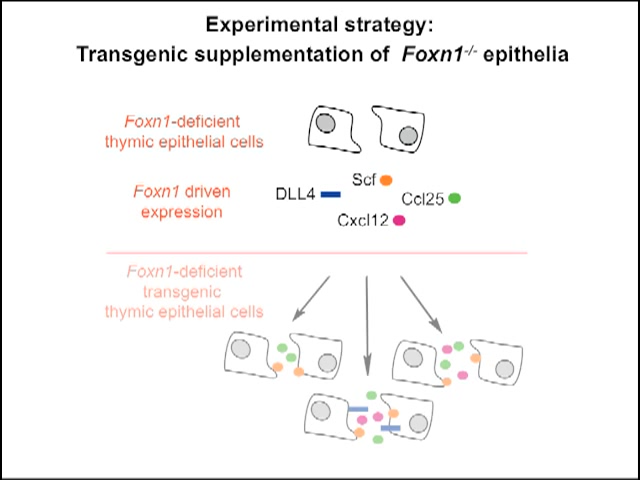 Experimental strategy:
Transgenic supplementation of Foxn1-/- epithelia
Foxn1-deficient
thymic epithelial cells
Foxn1 driven
expression
DLL4
Scf
Ccl25
Cxcl12
Foxn1-deficient
transgenic
thymic epithelial cells